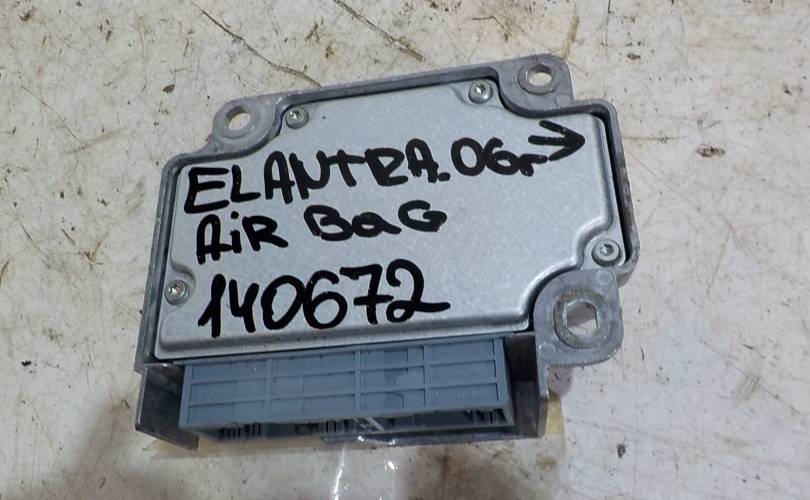 ELANTRA.06г →
AiR BaG
140672